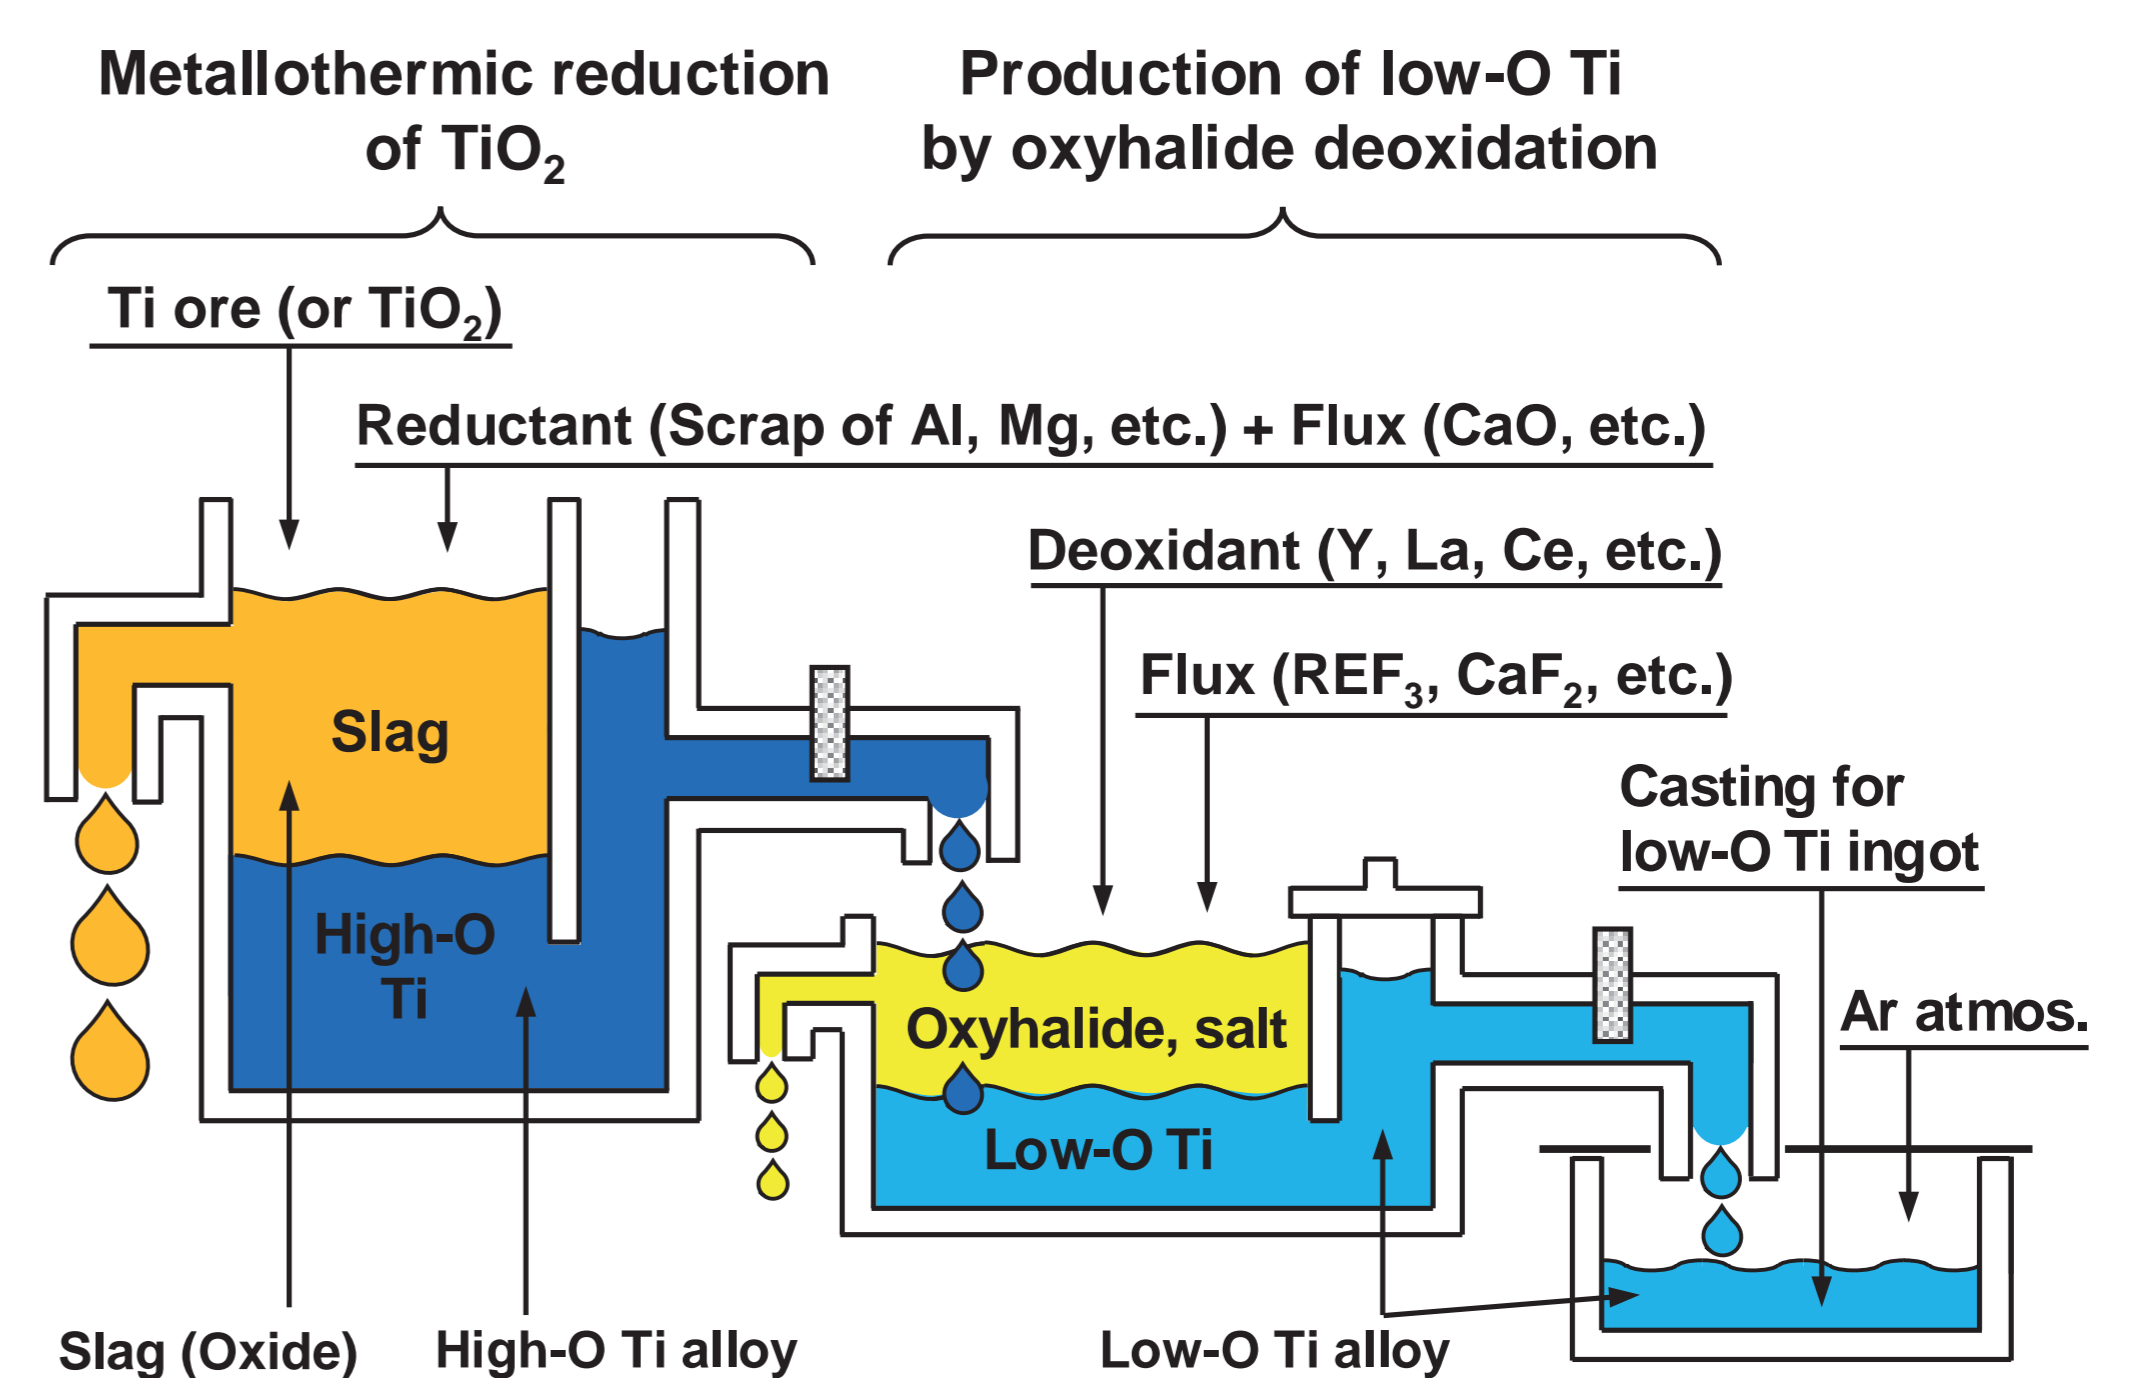 Metallothermic reduction
of TiO₂
Production of low-O Ti
by oxyhalide deoxidation
Ti ore (or TiO₂)
Reductant (Scrap of Al, Mg, etc.) + Flux (CaO, etc.)
Deoxidant (Y, La, Ce, etc.)
Flux (REF₃, CaF₂, etc.)
Slag
Casting for
low-O Ti ingot
High-O
Ti
Oxyhalide, salt
Ar atmos.
Low-O Ti
Slag (Oxide)
High-O Ti alloy
Low-O Ti alloy